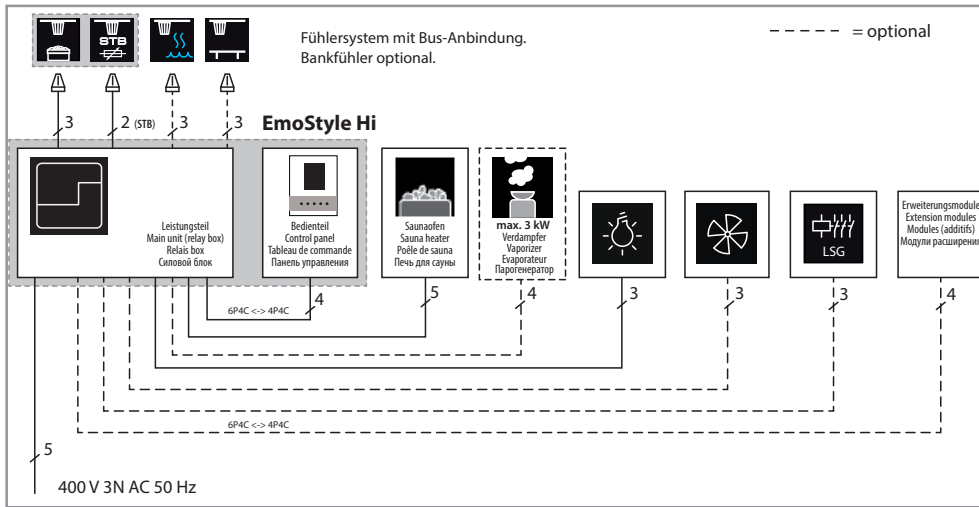 STB
Fühlersystem mit Bus-Anbindung.
Bankfühler optional.
= optional
3
2 (STB)
3
3
EmoStyle Hi
Leistungsteil
Main unit (relay box)
Relais box
Силовой блок
Bedienteil
Control panel
Tableau de commande
Панель управления
Saunaofen
Sauna heater
Poêle de sauna
Печь для сауны
max. 3 kW
Verdampfer
Vaporizer
Evaporateur
Парогенератор
LSG
Erweiterungsmodule
Extension modules
Modules (additifs)
Модули расширения
4
5
4
3
3
3
4
6P4C <-> 4P4C
6P4C <-> 4P4C
5
400 V 3N AC 50 Hz